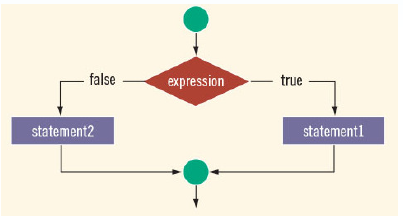 false
expression
true
statement2
statement1